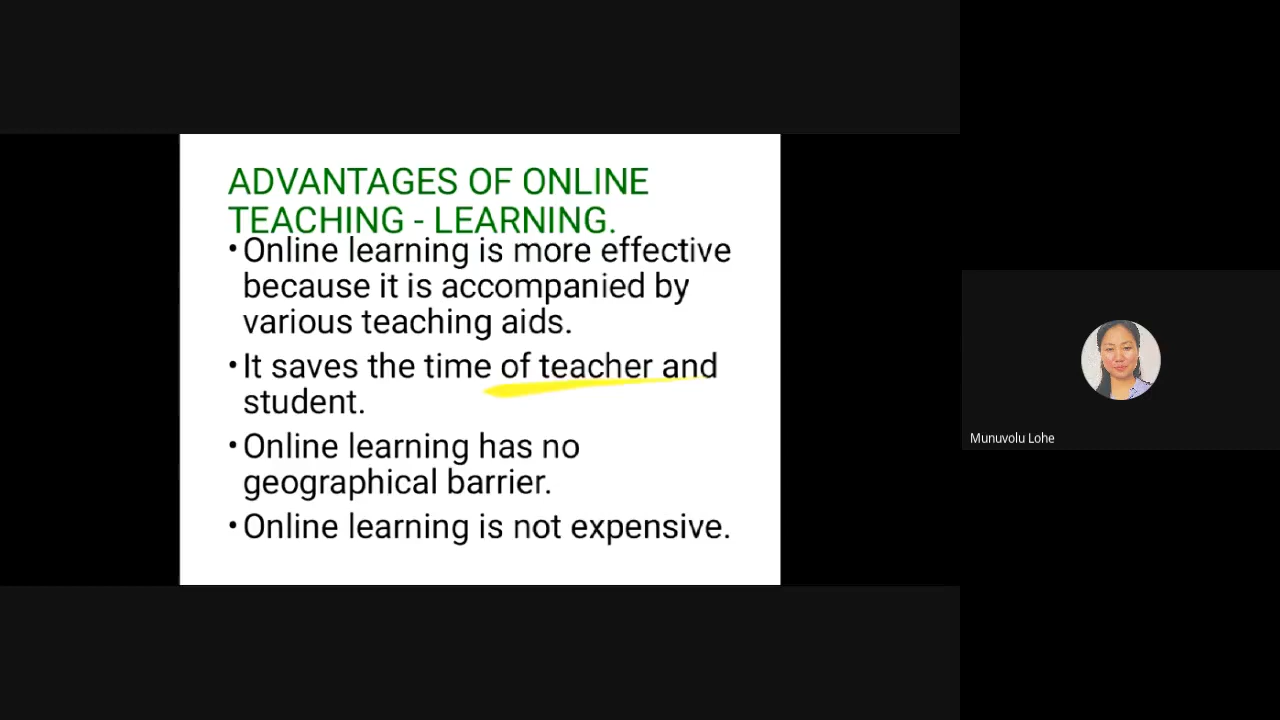 ADVANTAGES OF ONLINE
TEACHING - LEARNING.
• Online learning is more effective
because it is accompanied by
various teaching aids.
• It saves the time of teacher and
student.
• Online learning has no
geographical barrier.
• Online learning is not expensive.
Munuvolu Lohe